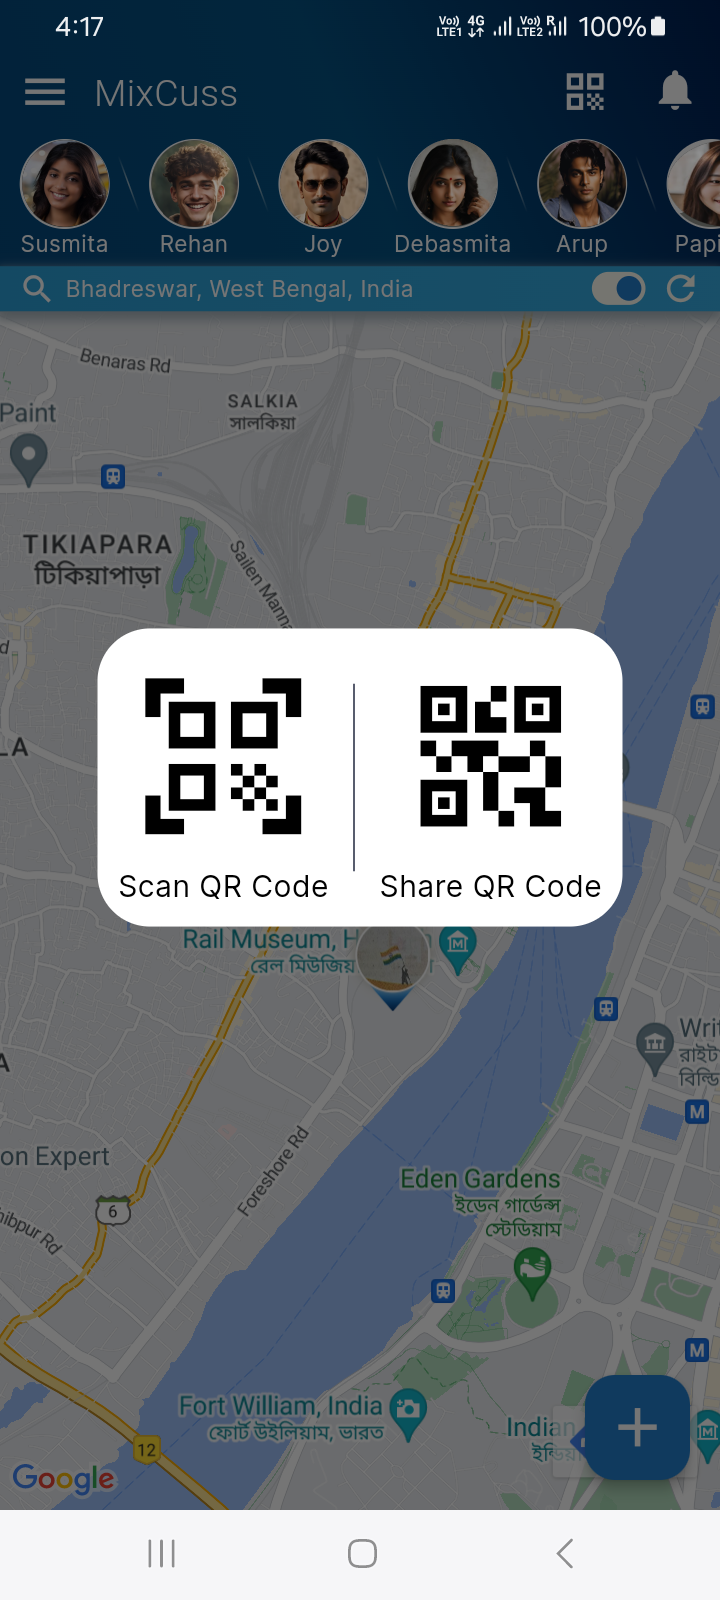 4:17
Vo)) LTE1 4G Vo)) LTE2 R 100%
MixCuss
Susmita
Rehan
Joy
Debasmita
Arup
Papi
Bhadreswar, West Bengal, India
Benaras Rd
Paint
SALKIA
সালকিয়া
TIKIAPARA
টিকিয়াপাড়া
Sailen Manna
LA
Scan QR Code
Share QR Code
Rail Museum, H
রেল মিউজিয়
Writ
রাইট
বিল্ডি
M
A
on Expert
Foreshore Rd
Eden Gardens
ইডেন গার্ডেন্স
স্টেডিয়াম
6
hibpur Rd
M
Fort William, India
ফোর্ট উইলিয়াম, ভারত
Indian
ইন্ডিয়া
12
Google